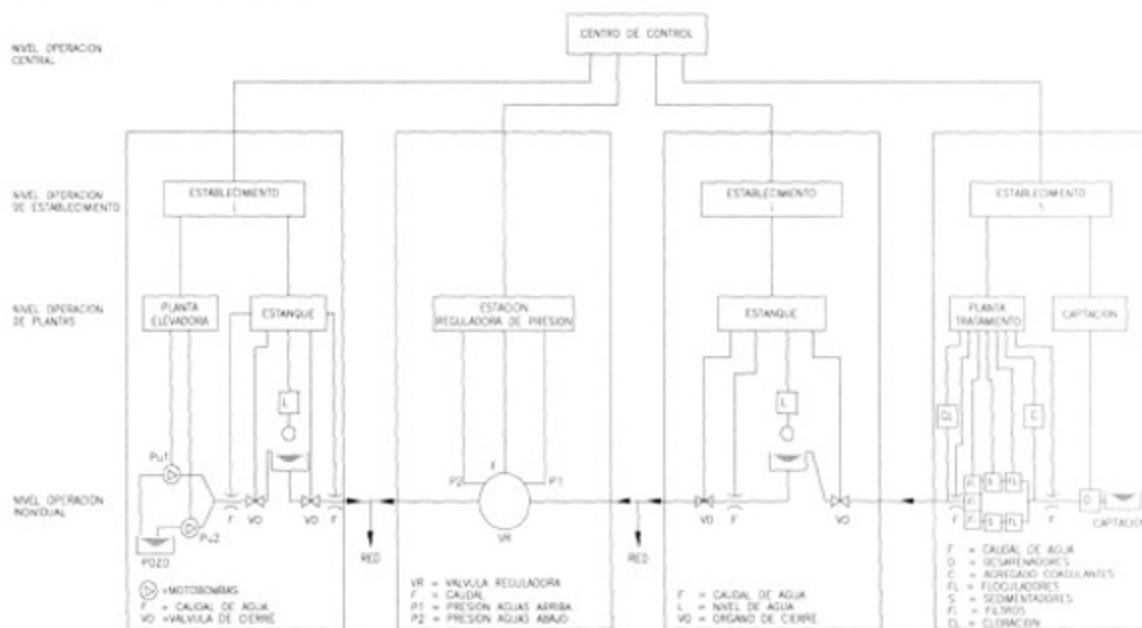 CENTRO DE CONTROL
NIVEL OPERACION
CENTRAL
NIVEL OPERACION
DE ESTABLECIMIENTO
ESTABLECIMIENTO
ESTABLECIMIENTO
ESTABLECIMIENTO
NIVEL OPERACION
DE PLANTAS
PLANTA
ELEVADORA
ESTANQUE
ESTACION
REGULADORA DE PRESION
ESTANQUE
PLANTA
TRATAMIENTO
CAPTACION
L
L
CL
C
Pu1
Pu2
POZO
F
VO
VO
F
RED
P2
F
P1
VR
RED
VO
F
VO
NIVEL OPERACION
INDIVIDUAL
F
S
FL
S
FL
F
D
CAPTACION
=MOTOBOMBAS
F = CAUDAL DE AGUA
VO =VALVULA DE CIERRE
VR = VALVULA REGULADORA
F = CAUDAL
P1 = PRESION AGUAS ARRIBA
P2 = PRESION AGUAS ABAJO
F = CAUDAL DE AGUA
L = NIVEL DE AGUA
VO = ORGANO DE CIERRE
F = CAUDAL DE AGUA
D = DESARENADORES
C = AGREGADO COAGULANTES
FL = FLOCULADORES
S = SEDIMENTADORES
FI = FILTROS
CL = CLORACION